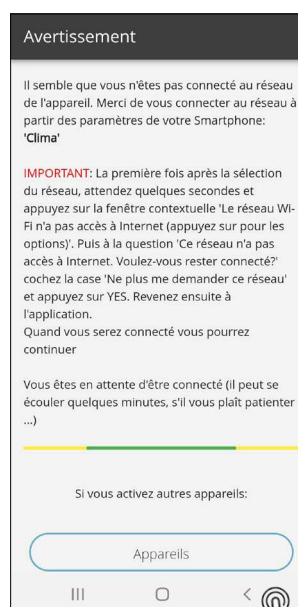 Avertissement
Il semble que vous n'êtes pas connecté au réseau
de l'appareil. Merci de vous connecter au réseau à
partir des paramètres de votre Smartphone:
'Clima'
IMPORTANT: La première fois après la sélection
du réseau, attendez quelques secondes et
appuyez sur la fenêtre contextuelle 'Le réseau Wi-
Fi n'a pas accès à Internet (appuyez sur pour les
options)'. Puis à la question 'Ce réseau n'a pas
accès à Internet. Voulez-vous rester connecté?'
cochez la case 'Ne plus me demander ce réseau'
et appuyez sur YES. Revenez ensuite à
l'application.
Quand vous serez connecté vous pourrez
continuer
Vous êtes en attente d'être connecté (il peut se
écouler quelques minutes, s'il vous plaît patienter
...)
Si vous activez autres appareils:
Appareils